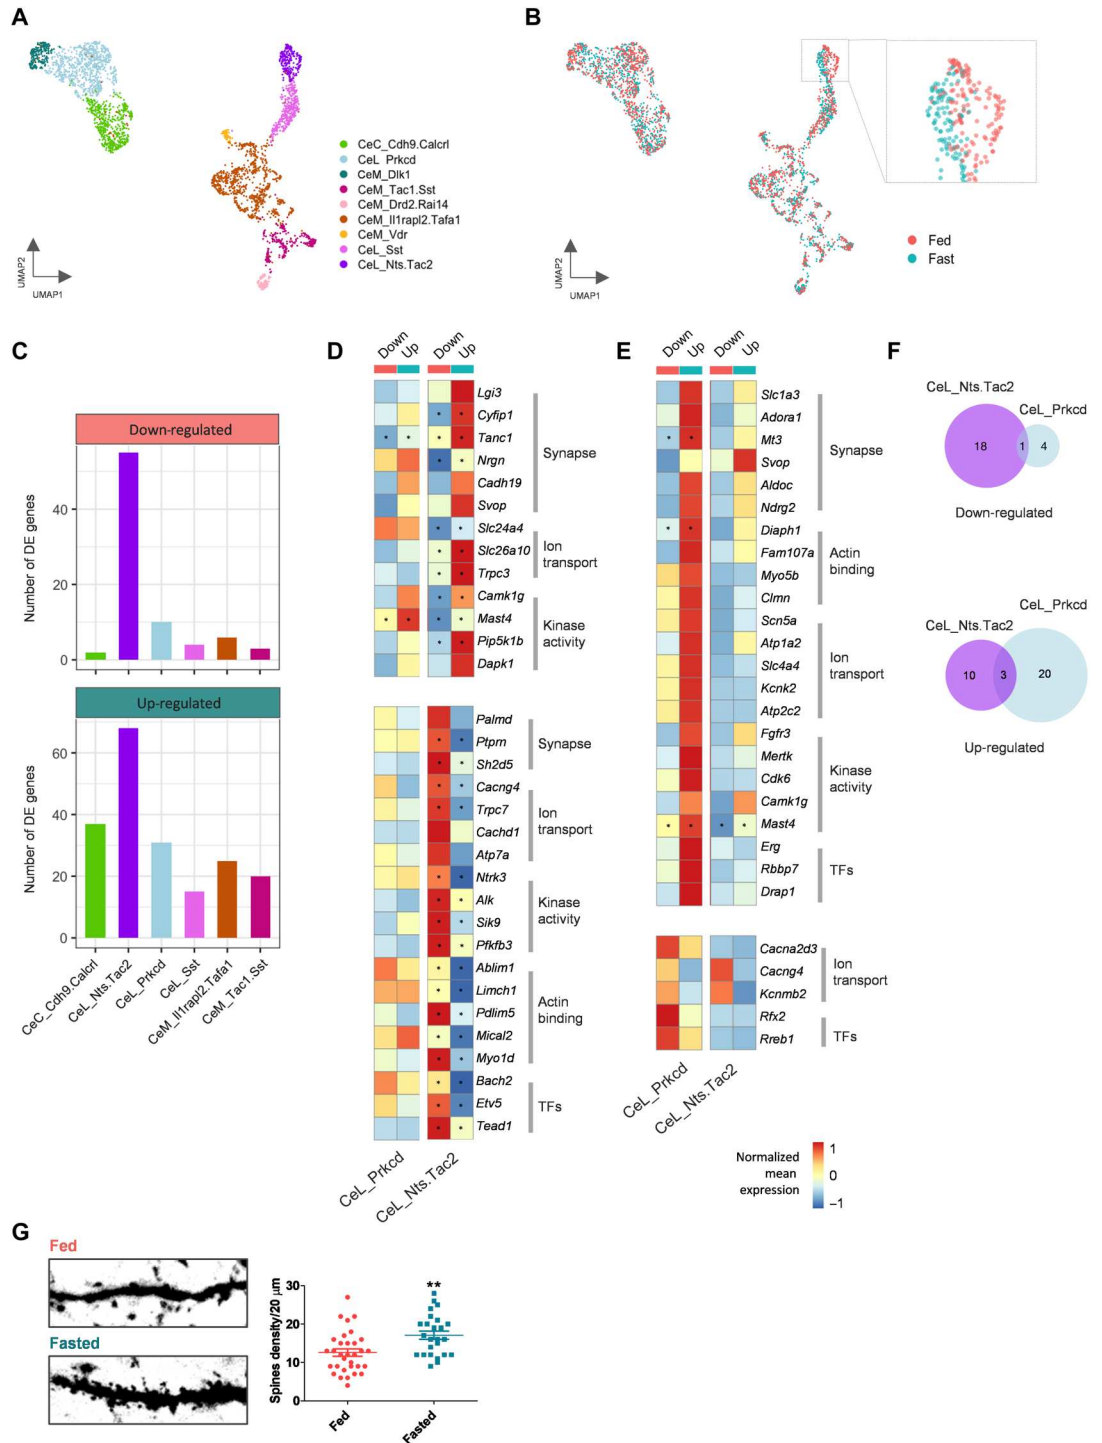 A
CeC_Cdh9.Calcrl
CeL_Prkcd
CeM_Dlk1
CeM_Tac1.Sst
CeM_Drd2.Rai14
CeM_Il1rapl2.Tafa1
CeM_Vdr
CeL_Sst
CeL_Nts.Tac2
UMAP2
UMAP1
B
Fed
Fast
UMAP2
UMAP1
C
Down-regulated
Number of DE genes
40
20
0
Up-regulated
Number of DE genes
60
40
20
0
CeC_Cdh9.Calcrl
CeL_Nts.Tac2
CeL_Prkcd
CeL_Sst
CeM_Il1rapl2.Tafa1
CeM_Tac1.Sst
D
Down
Up
Down
Up
Lgi3
Cyfip1
Tanc1
Nrgn
Cadh19
Svop
Slc24a4
Slc26a10
Trpc3
Camk1g
Mast4
Pip5k1b
Dapk1
Synapse
Ion
transport
Kinase
activity
Palmd
Ptprn
Sh2d5
Cacng4
Trpc7
Cachd1
Atp7a
Ntrk3
Alk
Sik9
Pfkfb3
Ablim1
Limch1
Pdlim5
Mical2
Myo1d
Bach2
Etv5
Tead1
Synapse
Ion
transport
Kinase
activity
Actin
binding
TFs
CeL_Prkcd
CeL_Nts.Tac2
E
Down
Up
Down
Up
Slc1a3
Adora1
Mt3
Svop
Aldoc
Ndrg2
Diaph1
Fam107a
Myo5b
Clmn
Scn5a
Atp1a2
Slc4a4
Kcnk2
Atp2c2
Fgfr3
Mertk
Cdk6
Camk1g
Mast4
Erg
Rbbp7
Drap1
Synapse
Actin
binding
Ion
transport
Kinase
activity
TFs
Cacna2d3
Cacng4
Kcnmb2
Rfx2
Rreb1
Ion
transport
TFs
CeL_Prkcd
CeL_Nts.Tac2
Normalized
mean
expression
1
0
−1
F
CeL_Nts.Tac2
CeL_Prkcd
18
1
4
Down-regulated
CeL_Prkcd
CeL_Nts.Tac2
10
3
20
Up-regulated
G
Fed
Fasted
Spines density/20 µm
30
20
10
0
**
Fed
Fasted